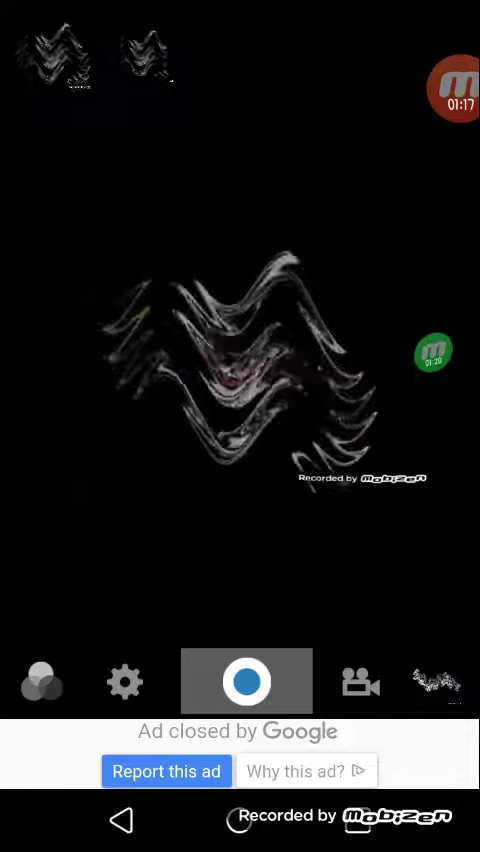 01:17
01:20
Recorded by mobizen
Ad closed by Google
Report this ad
Why this ad?
Recorded by mobizen